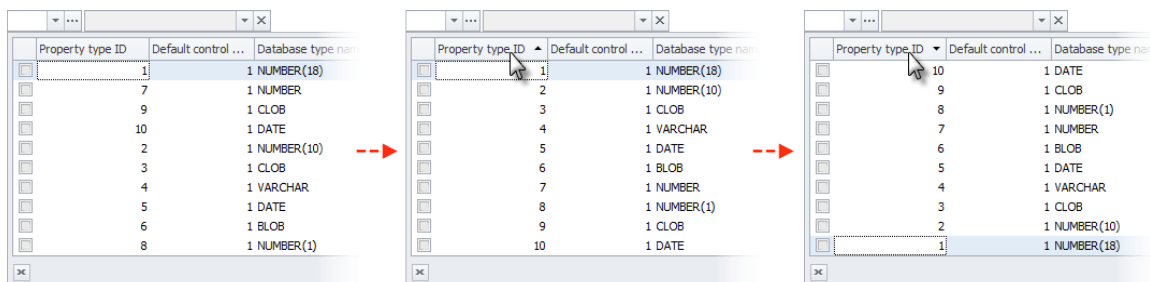 Property type ID Default control ... Database type nam
1 1 NUMBER(18)
7 1 NUMBER
9 1 CLOB
10 1 DATE
2 1 NUMBER(10)
3 1 CLOB
4 1 VARCHAR
5 1 DATE
6 1 BLOB
8 1 NUMBER(1)
Property type ID Default control ... Database type nam
1 1 NUMBER(18)
2 1 NUMBER(10)
3 1 CLOB
4 1 VARCHAR
5 1 DATE
6 1 BLOB
7 1 NUMBER
8 1 NUMBER(1)
9 1 CLOB
10 1 DATE
Property type ID Default control ... Database type na
10 1 DATE
9 1 CLOB
8 1 NUMBER(1)
7 1 NUMBER
6 1 BLOB
5 1 DATE
4 1 VARCHAR
3 1 CLOB
2 1 NUMBER(10)
1 1 NUMBER(18)